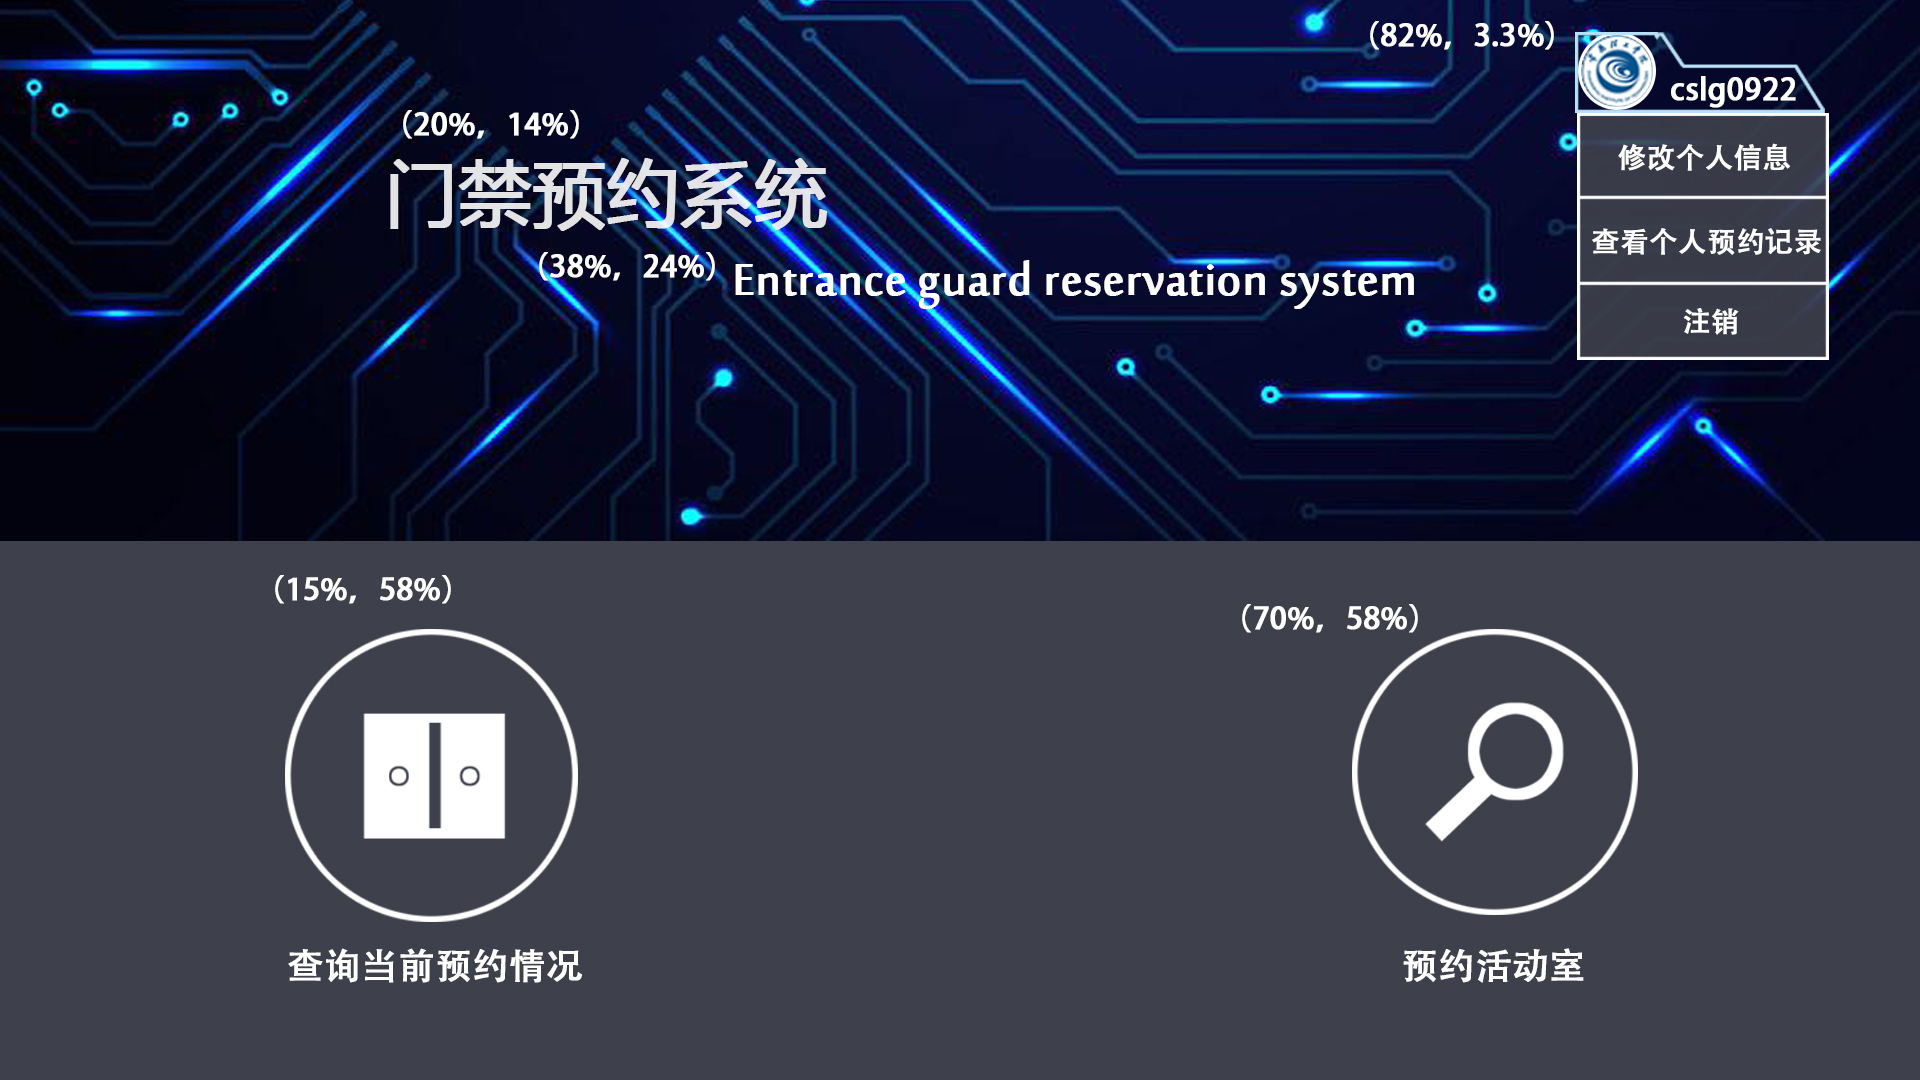 (82%, 3.3%)
cslg0922
(20%, 14%)
修改个人信息
门禁预约系统
查看个人预约记录
(38%, 24%)
Entrance guard reservation system
注销
(15%, 58%)
(70%, 58%)
查询当前预约情况
预约活动室